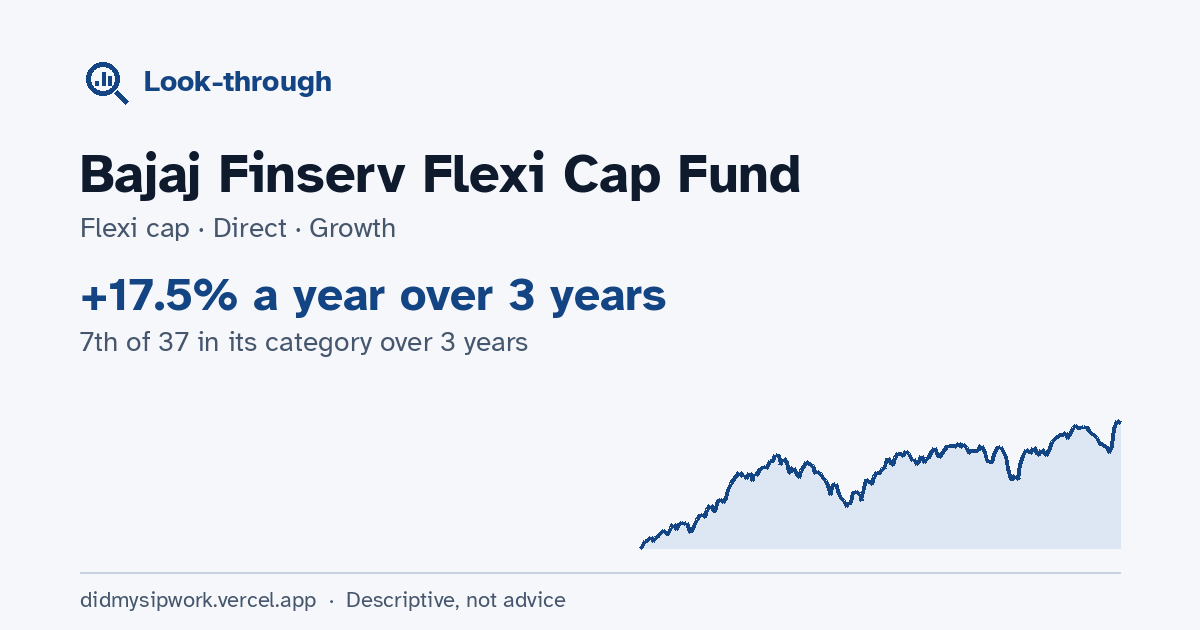 Look-through
Bajaj Finserv Flexi Cap Fund
Flexi cap · Direct · Growth
+17.5% a year over 3 years
7th of 37 in its category over 3 years
didmysipwork.vercel.app · Descriptive, not advice